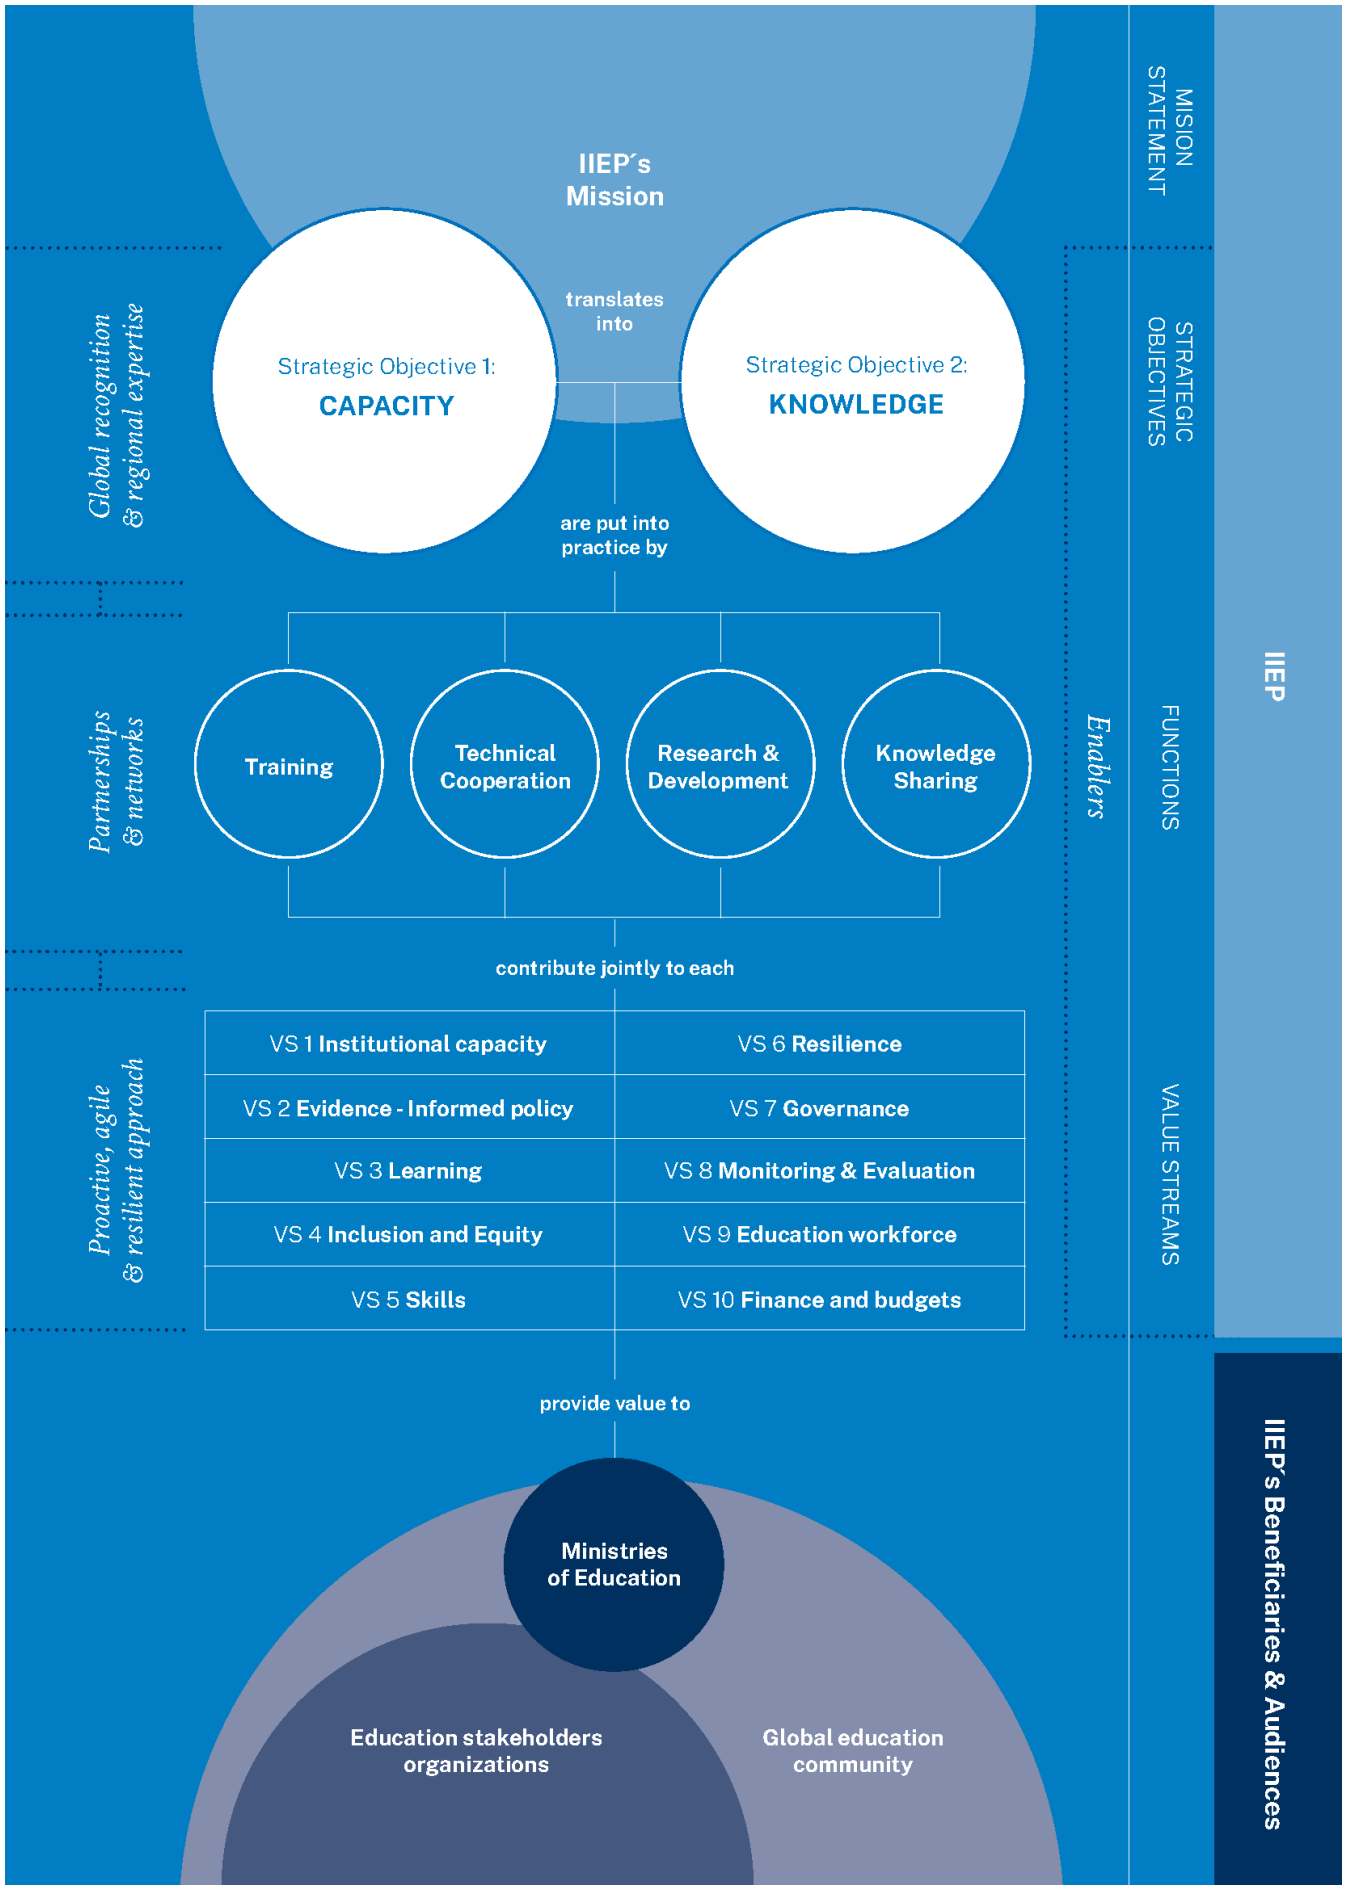 IIEP´s
Mission
translates
into
Strategic Objective 1:
CAPACITY
Strategic Objective 2:
KNOWLEDGE
are put into
practice by
Training
Technical
Cooperation
Research &
Development
Knowledge
Sharing
contribute jointly to each
VS 1 Institutional capacity
VS 6 Resilience
VS 2 Evidence - Informed policy
VS 7 Governance
VS 3 Learning
VS 8 Monitoring & Evaluation
VS 4 Inclusion and Equity
VS 9 Education workforce
VS 5 Skills
VS 10 Finance and budgets
provide value to
Ministries
of Education
Education stakeholders
organizations
Global education
community
Global recognition
& regional expertise
Partnerships
& networks
Proactive, agile
& resilient approach
Enablers
MISION
STATEMENT
STRATEGIC
OBJECTIVES
FUNCTIONS
VALUE STREAMS
IIEP
IIEP´s Beneficiaries & Audiences